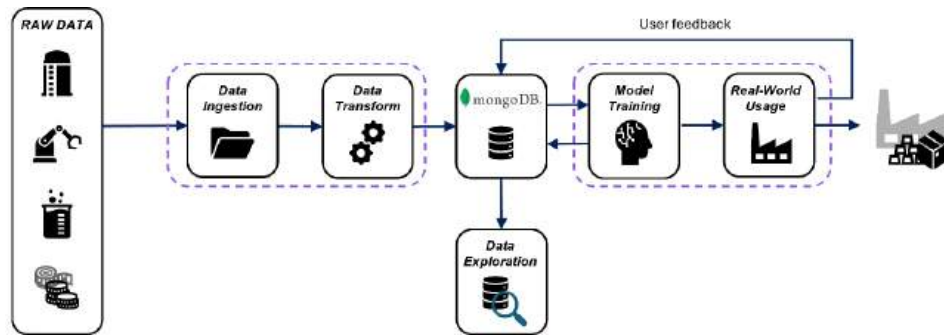 RAW DATA
User feedback
Data
Ingestion
Data
Transform
mongoDB.
Model
Training
Real-World
Usage
Data
Exploration